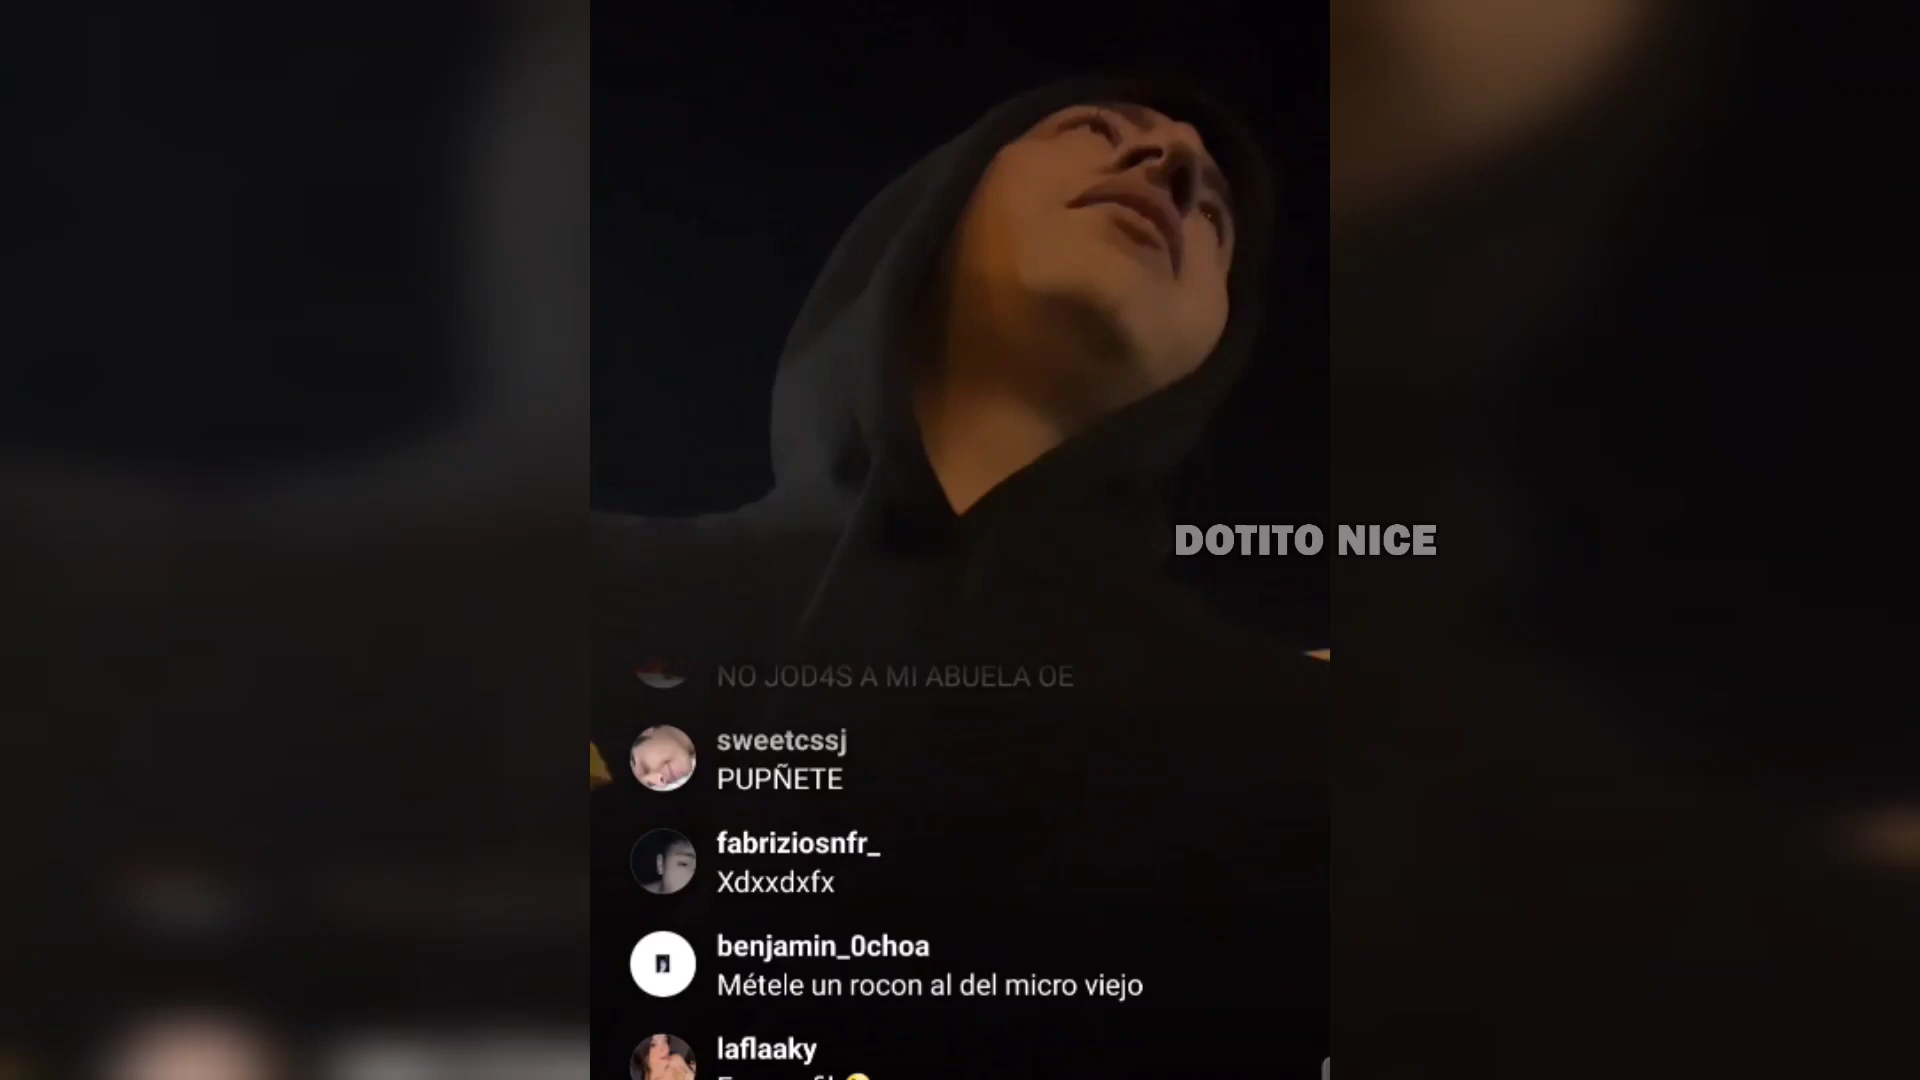 DOTITO NICE
NO JOD4S A MI ABUELA OE
sweetcssj
PUPÑETE
fabriziosnfr_
Xdxxdxfx
benjamin_0choa
Métele un rocon al del micro viejo
laflaaky